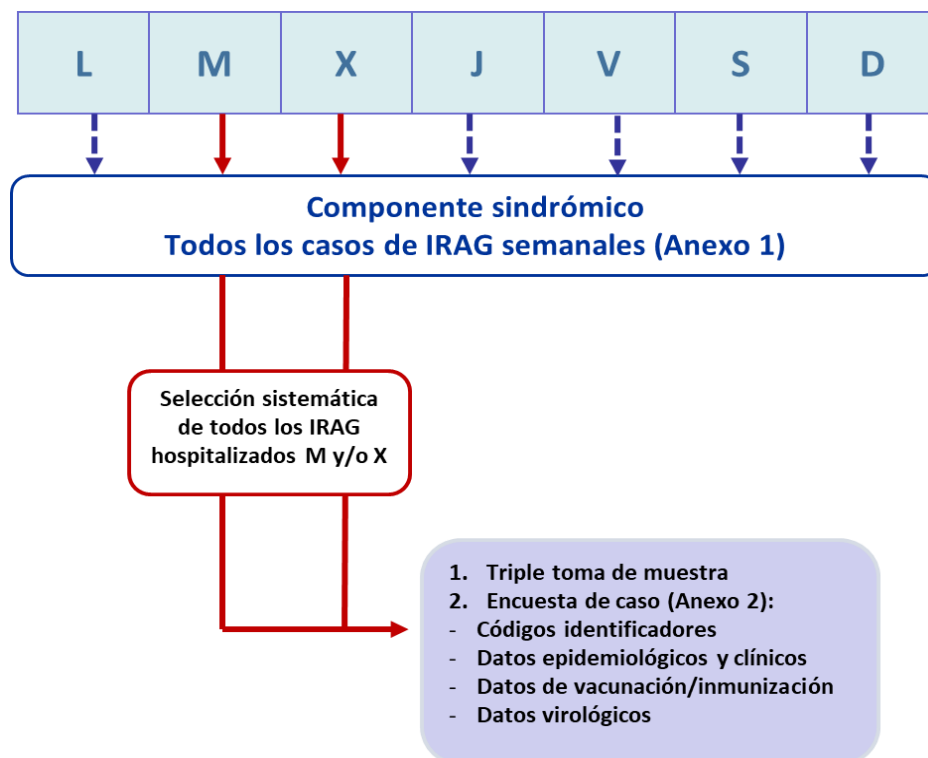 L M X J V S D
Componente sindrómico
Todos los casos de IRAG semanales (Anexo 1)
Selección sistemática
de todos los IRAG
hospitalizados M y/o X
1. Triple toma de muestra
2. Encuesta de caso (Anexo 2):
- Códigos identificadores
- Datos epidemiológicos y clínicos
- Datos de vacunación/inmunización
- Datos virológicos